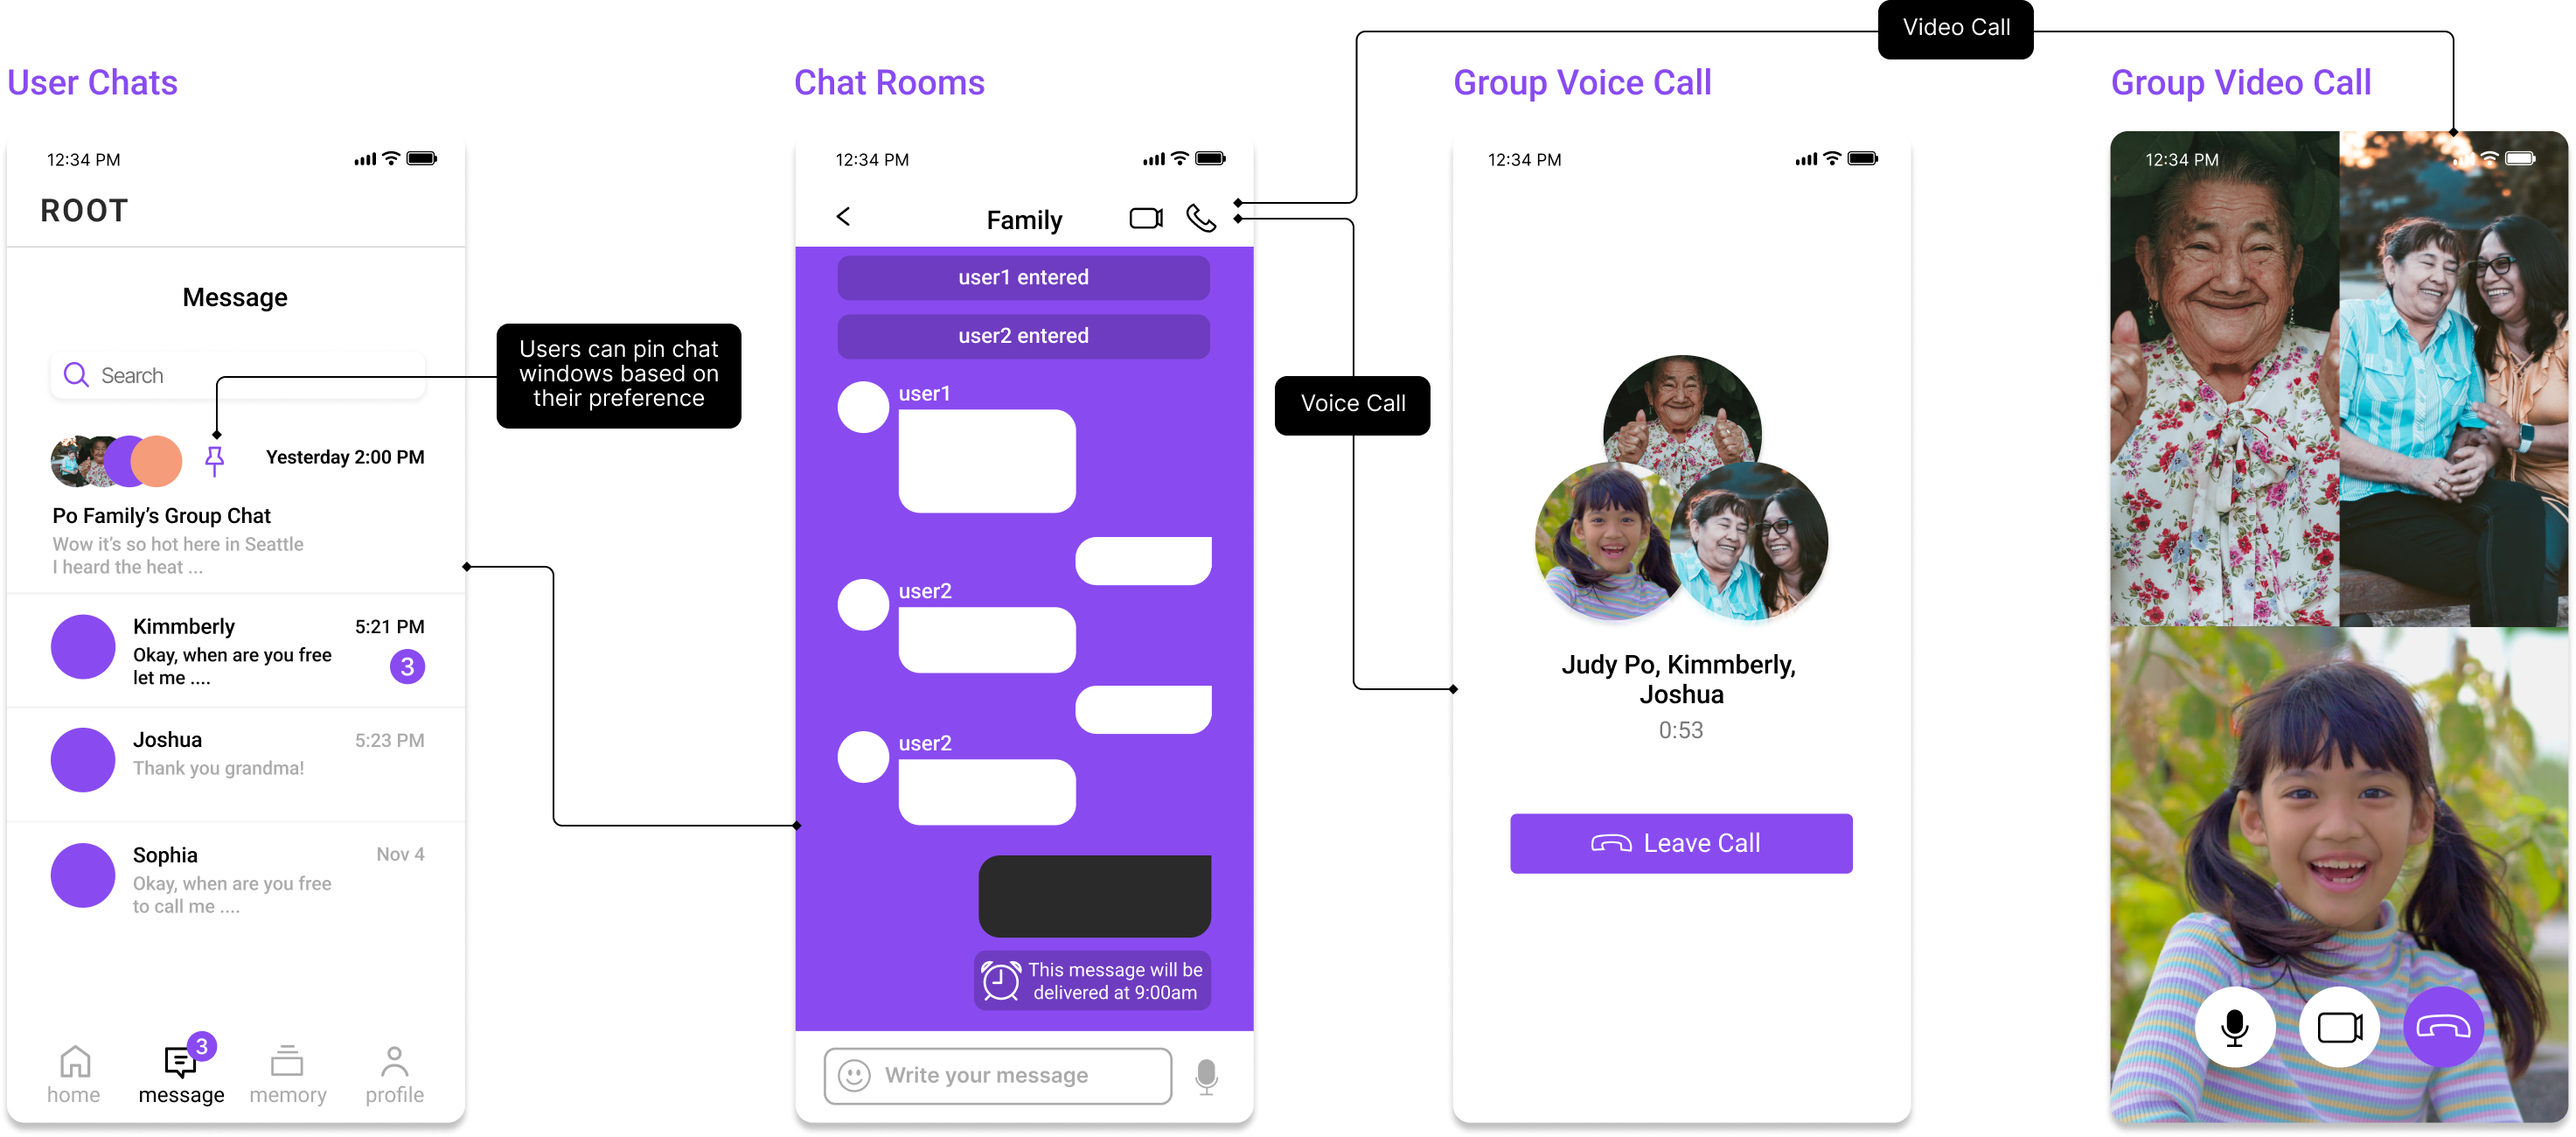 Video Call
User Chats
Chat Rooms
Group Voice Call
Group Video Call
12:34 PM
ROOT
Message
Search
Users can pin chat
windows based on
their preference
Yesterday 2:00 PM
Po Family’s Group Chat
Wow it’s so hot here in Seattle
I heard the heat ...
Kimmberly
5:21 PM
Okay, when are you free
let me ....
3
Joshua
5:23 PM
Thank you grandma!
Sophia
Nov 4
Okay, when are you free
to call me ....
3
home
message
memory
profile
12:34 PM
Family
user1 entered
user2 entered
user1
user2
user2
This message will be
delivered at 9:00am
Write your message
Voice Call
12:34 PM
Judy Po, Kimmberly,
Joshua
0:53
Leave Call
12:34 PM